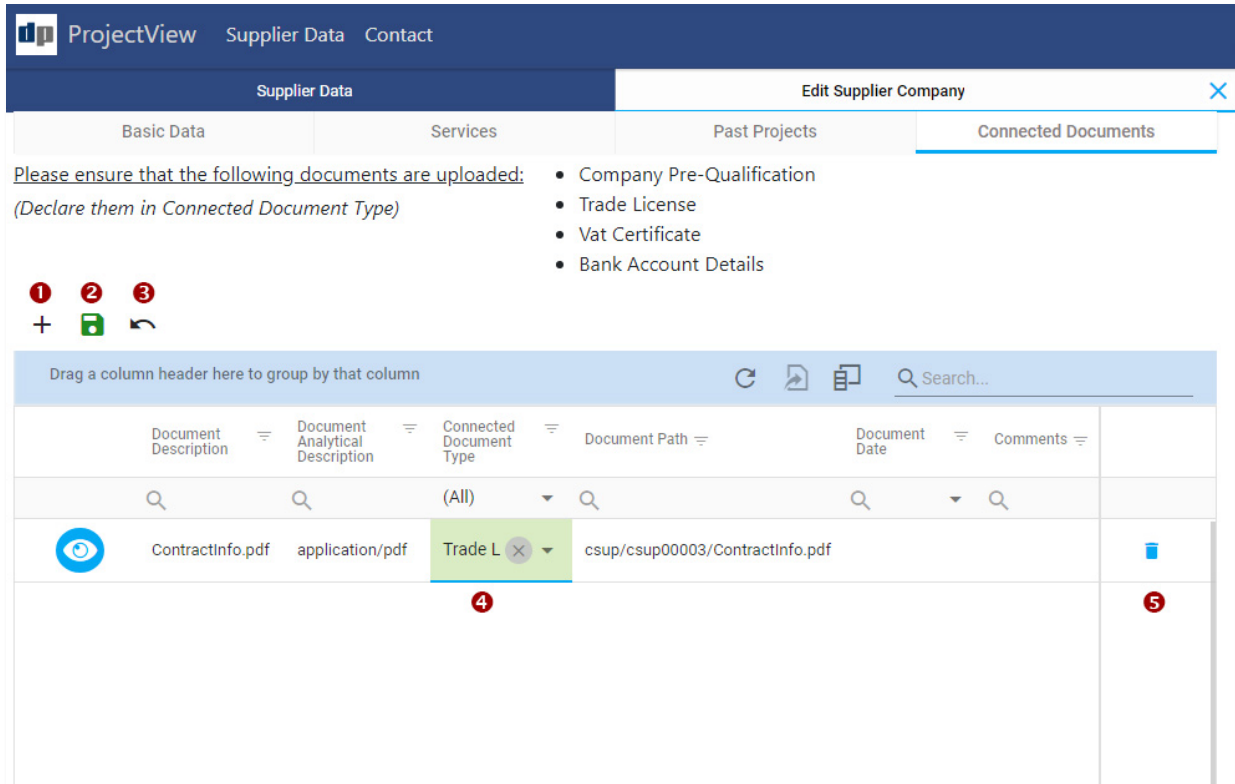 dp ProjectView Supplier Data Contact
Supplier Data Edit Supplier Company
Basic Data Services Past Projects Connected Documents
Please ensure that the following documents are uploaded:
(Declare them in Connected Document Type)
• Company Pre-Qualification
• Trade License
• Vat Certificate
• Bank Account Details
1 2 3
Drag a column header here to group by that column Search...
Document Description
Document Analytical Description
Connected Document Type
Document Path
Document Date
Comments
(All)
ContractInfo.pdf application/pdf Trade L csup/csup00003/ContractInfo.pdf
4 5